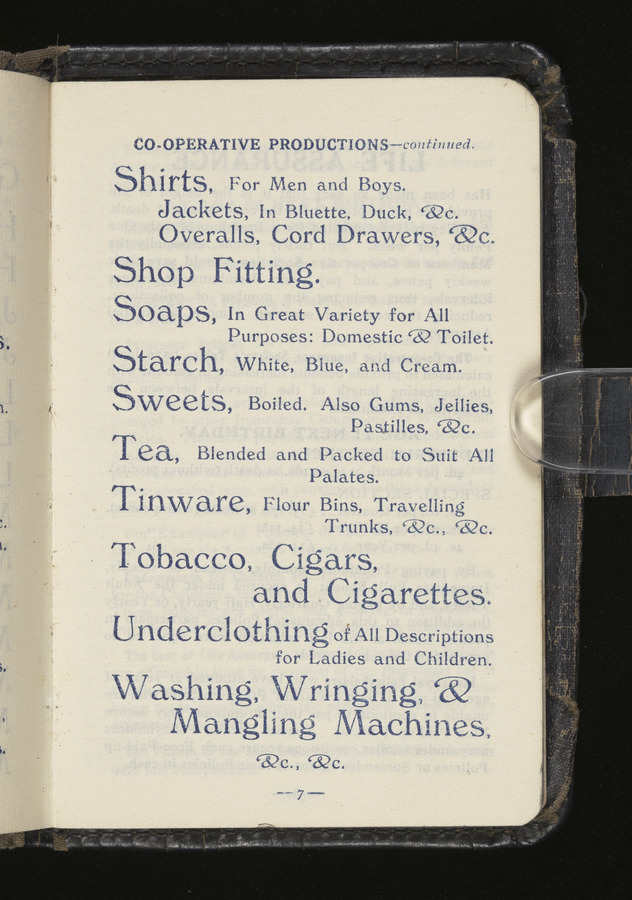 CO-OPERATIVE PRODUCTIONS—continued.
Shirts, For Men and Boys.
Jackets, In Bluette, Duck, &c.
Overalls, Cord Drawers, &c.
Shop Fitting.
Soaps, In Great Variety for All
Purposes: Domestic & Toilet.
Starch, White, Blue, and Cream.
Sweets, Boiled. Also Gums, Jellies,
Pastilles, &c.
Tea, Blended and Packed to Suit All
Palates.
Tinware, Flour Bins, Travelling
Trunks, &c., &c.
Tobacco, Cigars,
and Cigarettes.
Underclothing of All Descriptions
for Ladies and Children.
Washing, Wringing, &
Mangling Machines,
&c., &c.
—7—